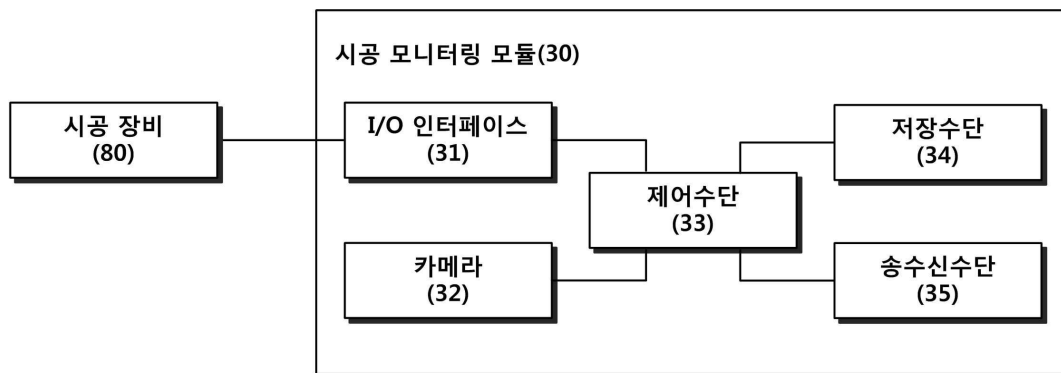 시공 모니터링 모듈(30)
시공 장비
(80)
I/O 인터페이스
(31)
저장수단
(34)
제어수단
(33)
카메라
(32)
송수신수단
(35)